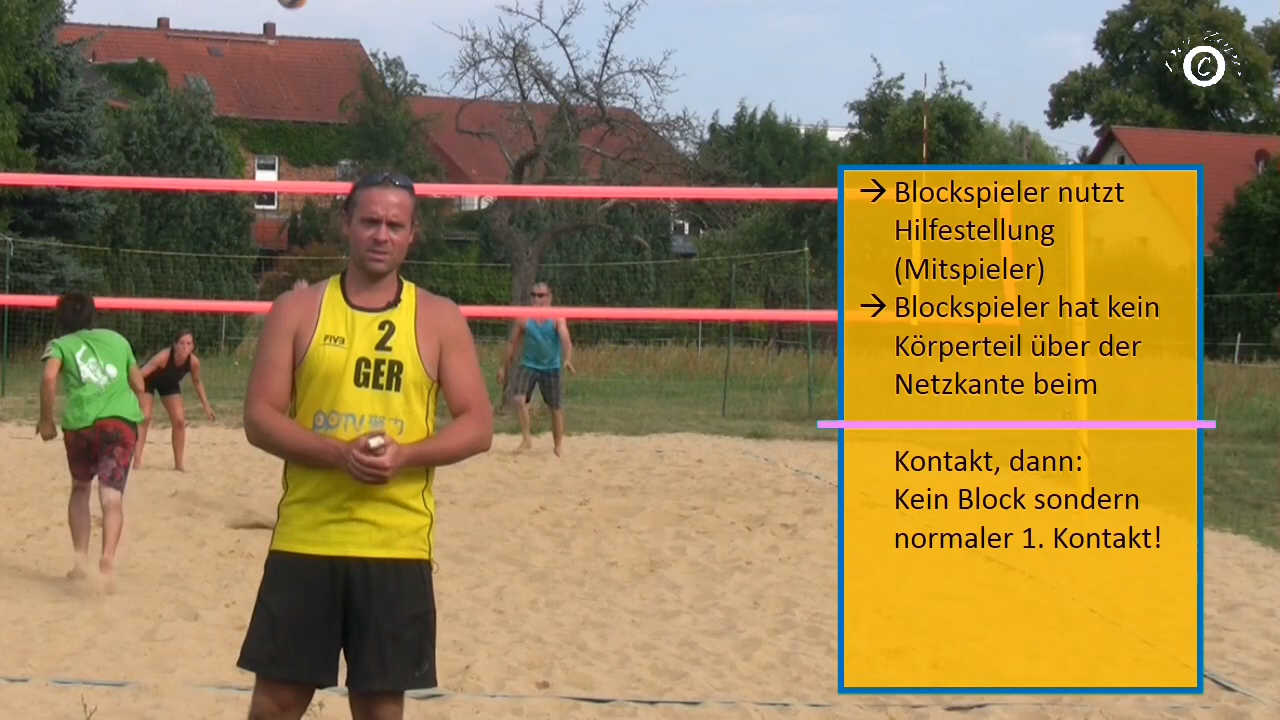 → Blockspieler nutzt
Hilfestellung
(Mitspieler)
→ Blockspieler hat kein
Körperteil über der
Netzkante beim
Kontakt, dann:
Kein Block sondern
normaler 1. Kontakt!
FIVB
2
GER
PPTV
C